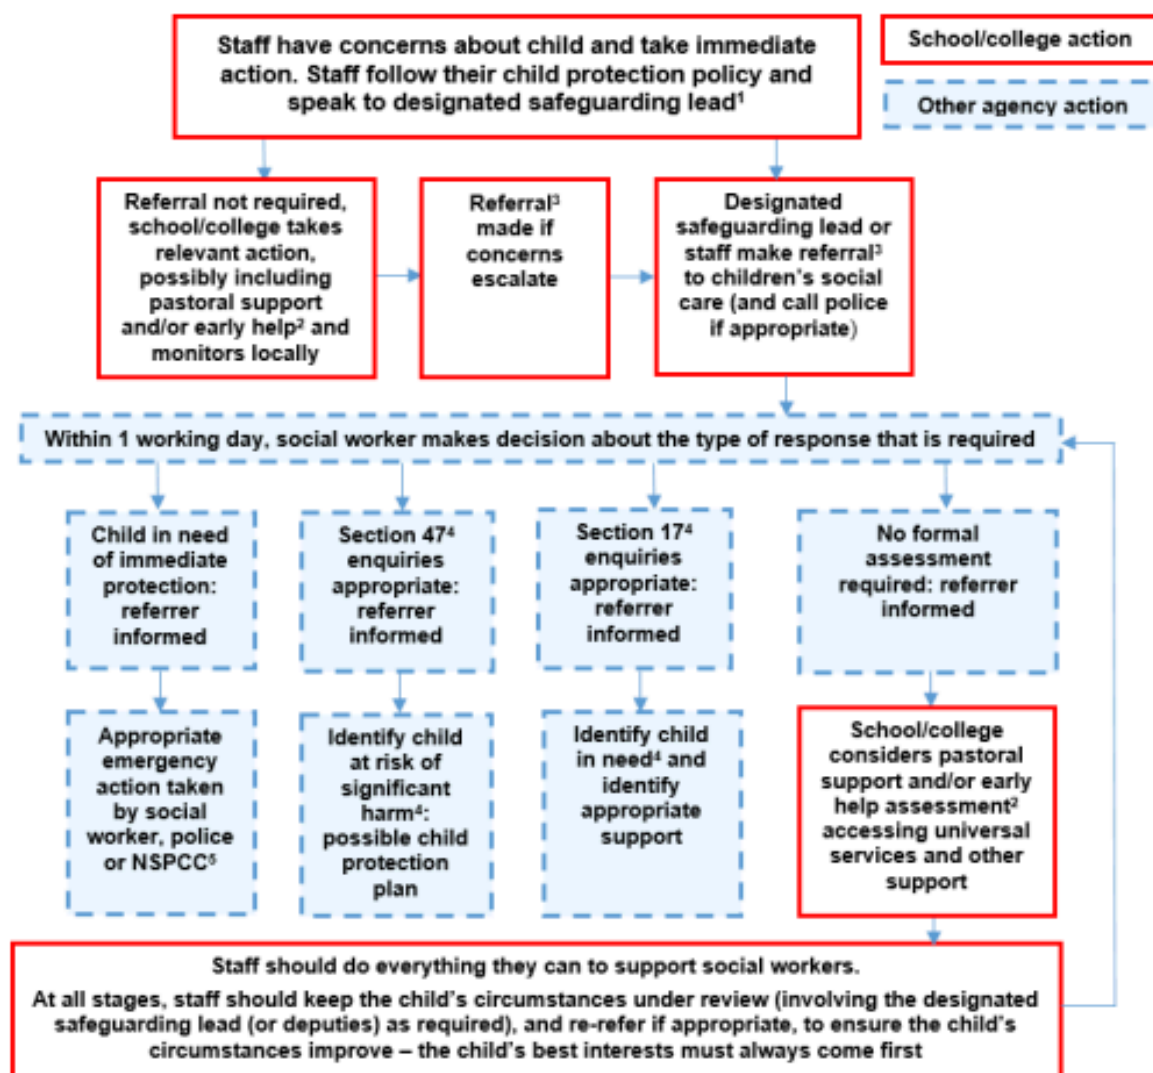 Staff have concerns about child and take immediate
action. Staff follow their child protection policy and
speak to designated safeguarding lead¹
School/college action
Other agency action
Referral not required,
school/college takes
relevant action,
possibly including
pastoral support
and/or early help² and
monitors locally
Referral³
made if
concerns
escalate
Designated
safeguarding lead or
staff make referral³
to children's social
care (and call police
if appropriate)
Within 1 working day, social worker makes decision about the type of response that is required
Child in need
of immediate
protection:
referrer
informed
Section 47⁴
enquiries
appropriate:
referrer
informed
Section 17⁴
enquiries
appropriate:
referrer
informed
No formal
assessment
required: referrer
informed
Appropriate
emergency
action taken
by social
worker, police
or NSPCC⁵
Identify child
at risk of
significant
harm⁴:
possible child
protection
plan
Identify child
in need⁴ and
identify
appropriate
support
School/college
considers pastoral
support and/or early
help assessment²
accessing universal
services and other
support
Staff should do everything they can to support social workers.
At all stages, staff should keep the child's circumstances under review (involving the designated
safeguarding lead (or deputies) as required), and re-refer if appropriate, to ensure the child's
circumstances improve – the child's best interests must always come first